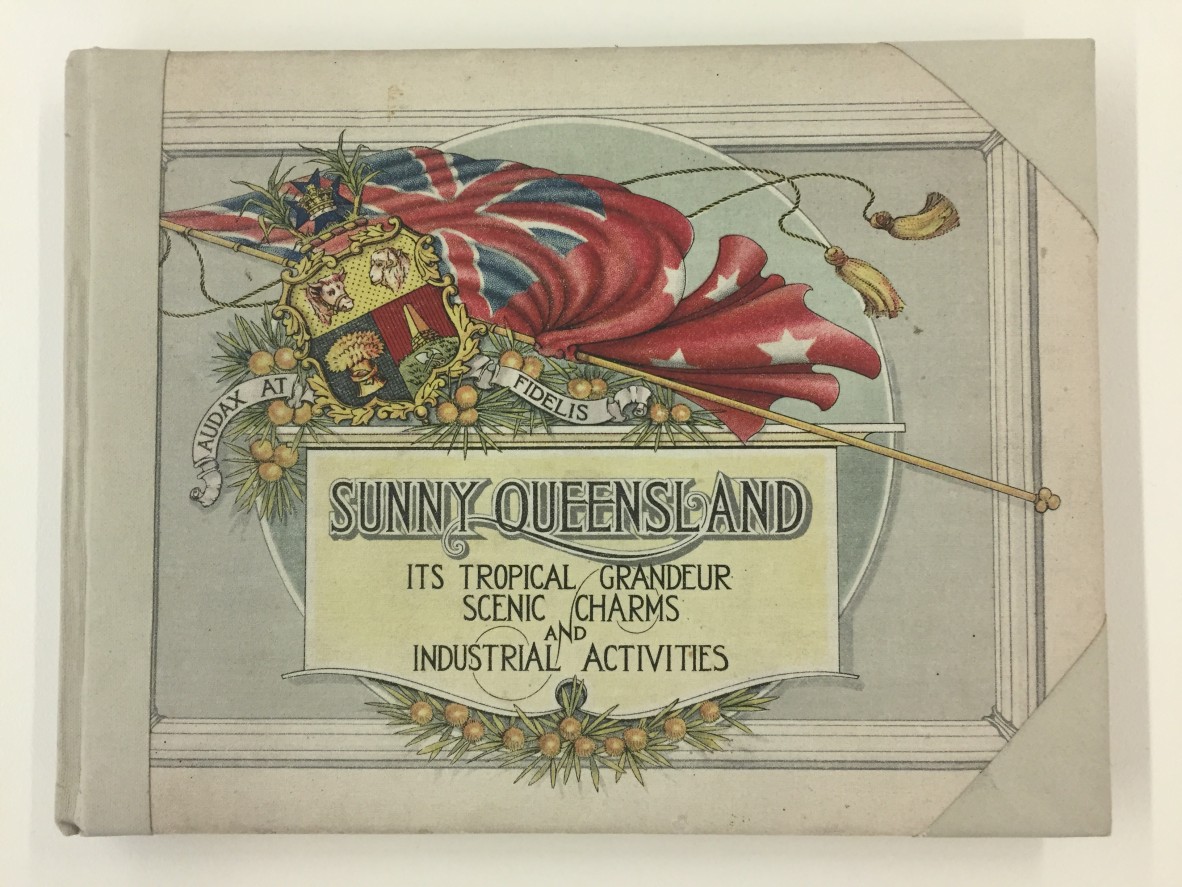 AUDAX AT FIDELIS
SUNNY QUEENSLAND
ITS TROPICAL GRANDEUR
SCENIC CHARMS
AND
INDUSTRIAL ACTIVITIES